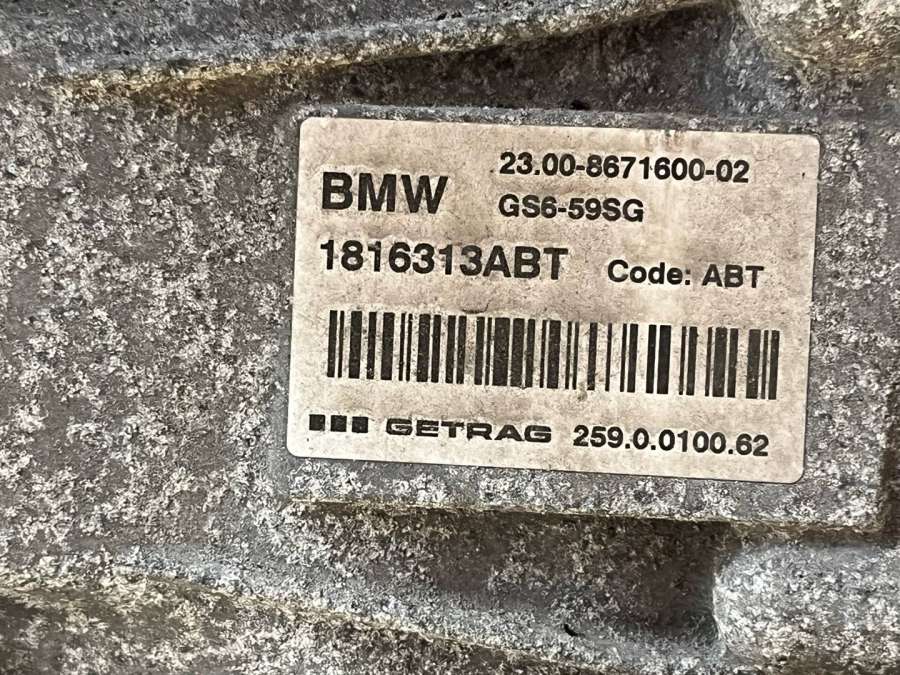 BMW 23.00-8671600-02
GS6-59SG
1816313ABT Code: ABT
GETRAG 259.0.0100.62